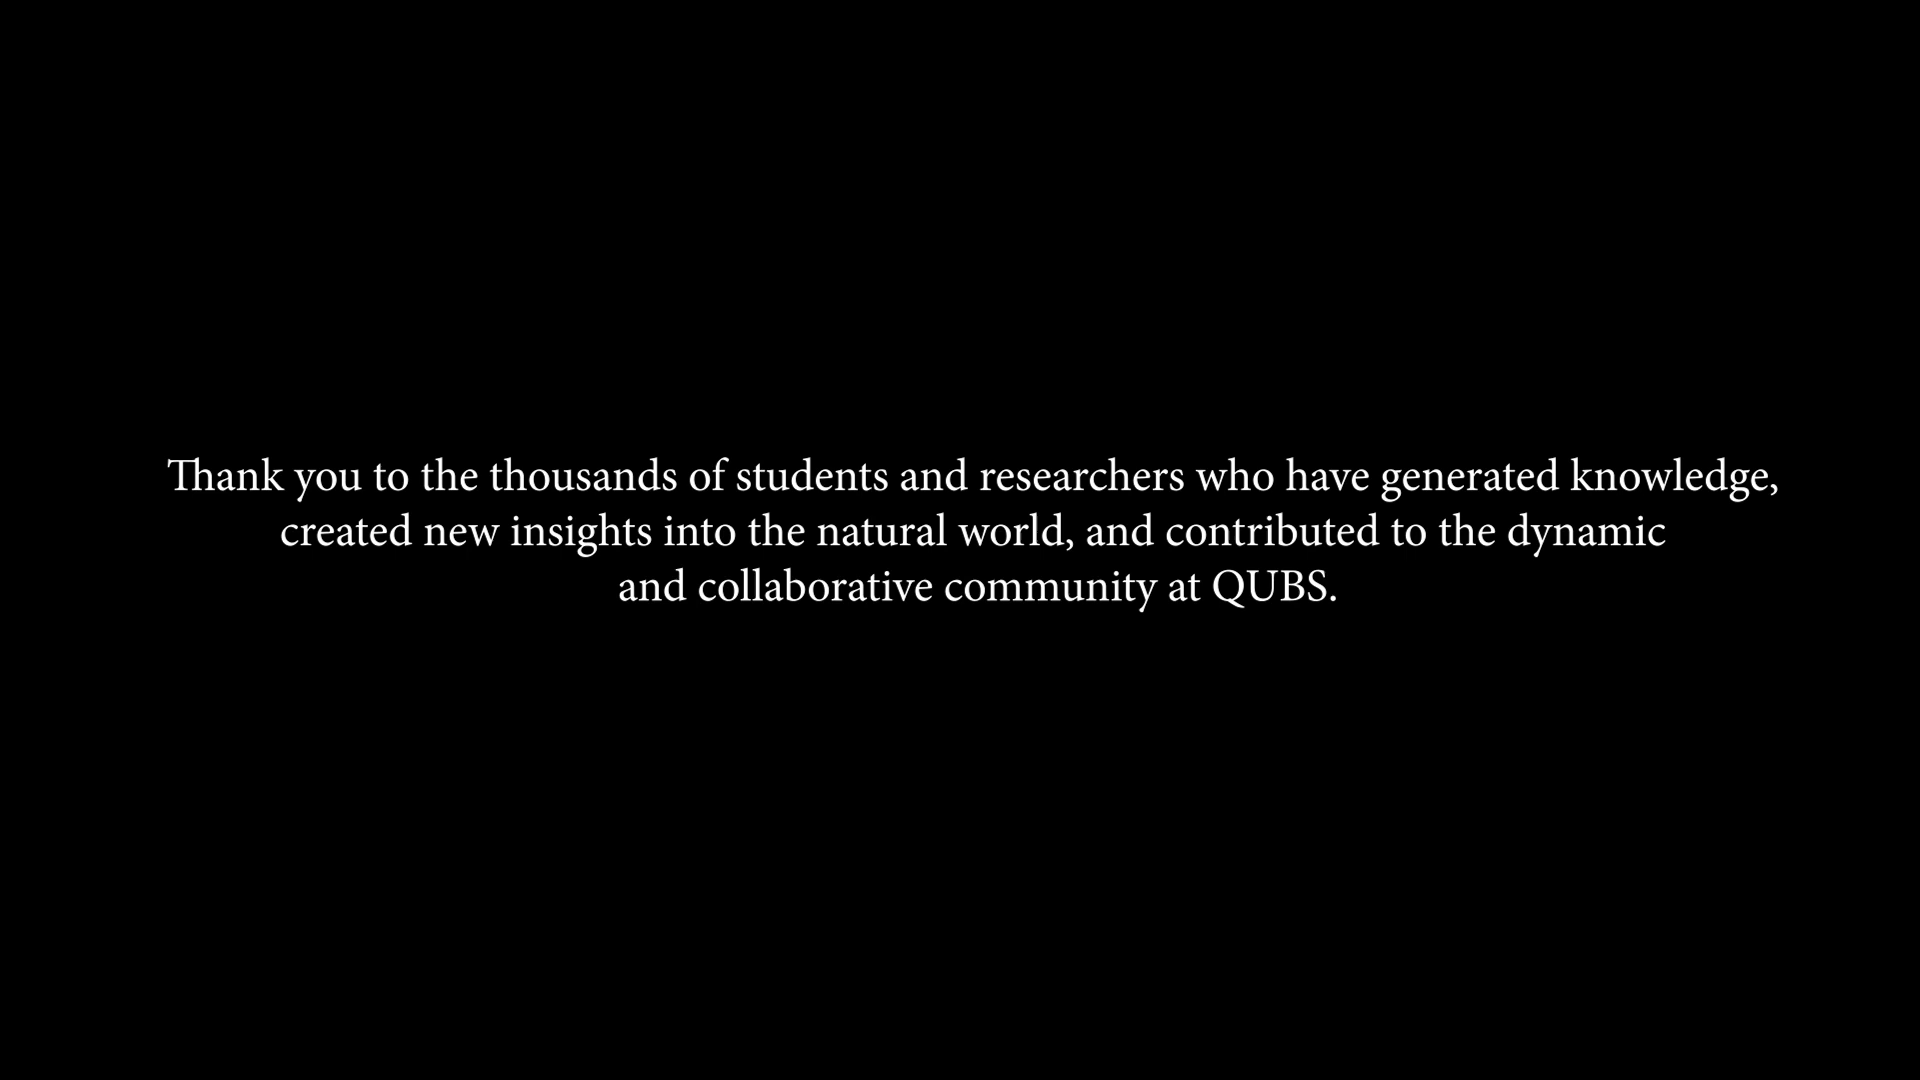 Thank you to the thousands of students and researchers who have generated knowledge,
created new insights into the natural world, and contributed to the dynamic
and collaborative community at QUBS.